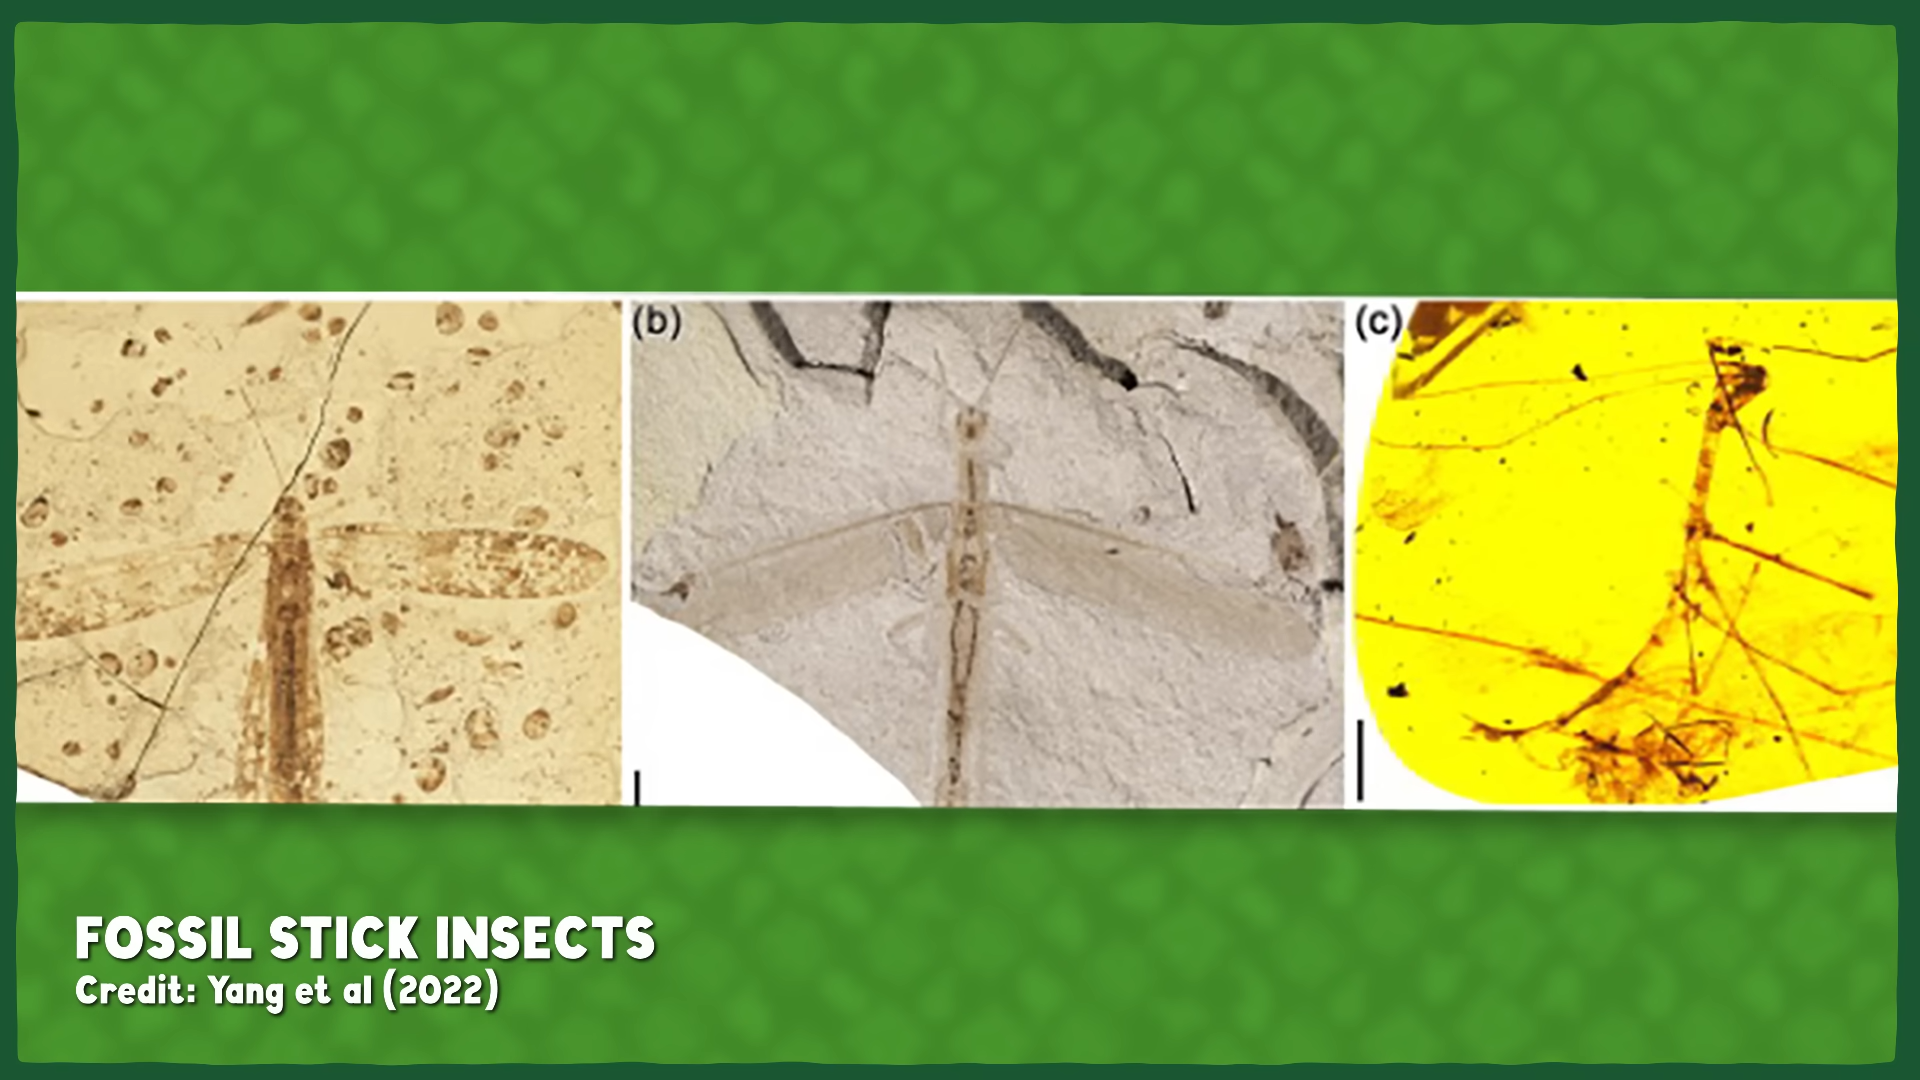 (b)
(c)
FOSSIL STICK INSECTS
Credit: Yang et al (2022)